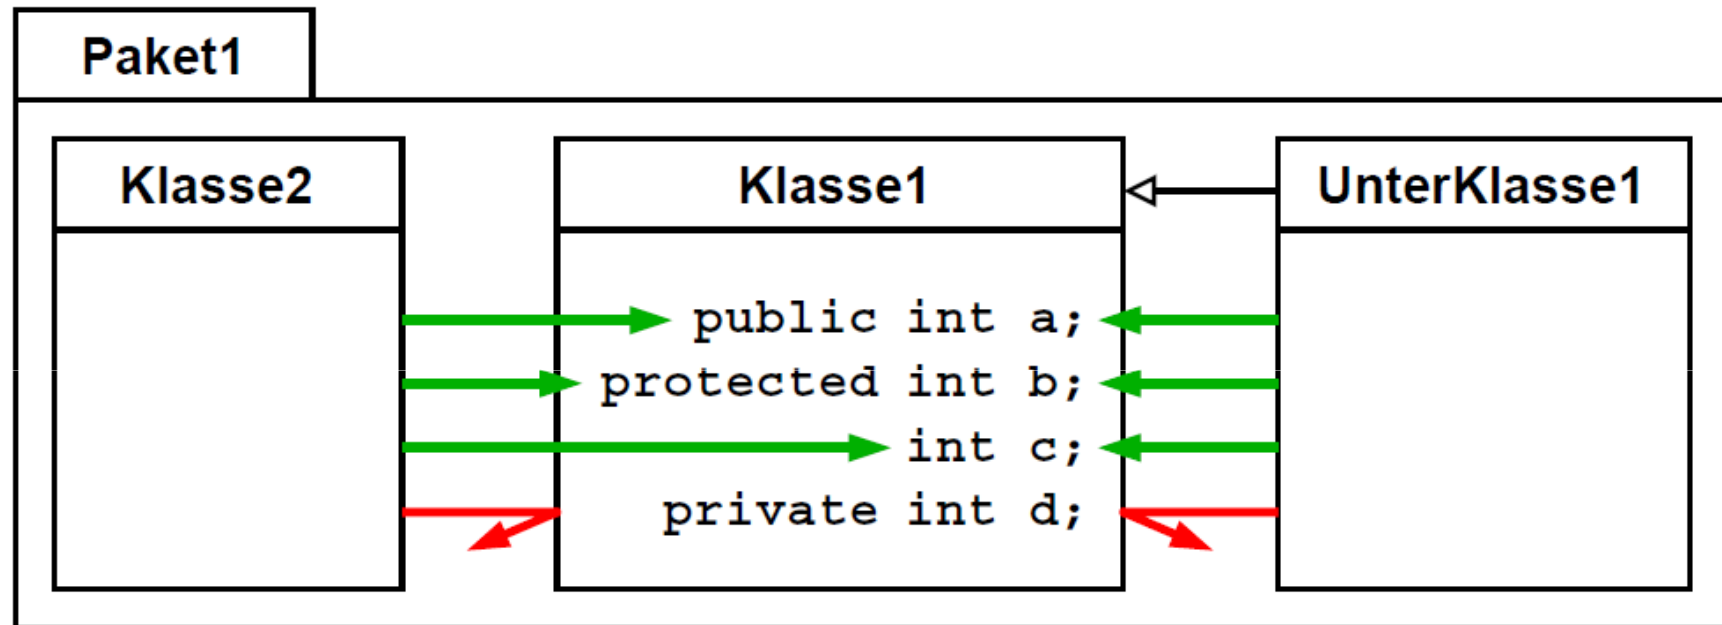 Paket1
Klasse2
Klasse1
UnterKlasse1
public int a;
protected int b;
int c;
private int d;